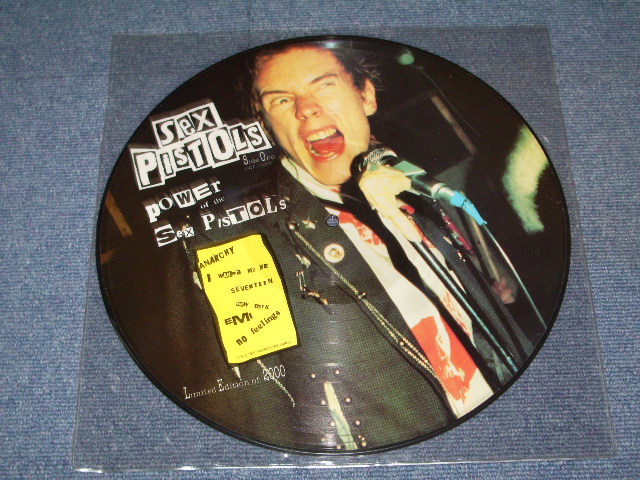 SEX
PISTOLS
Side One
power
of the
Sex PisTOLS
ANARCHY
I
SEVENTEEN
EMI
no feelings
Limited Edition of 2000